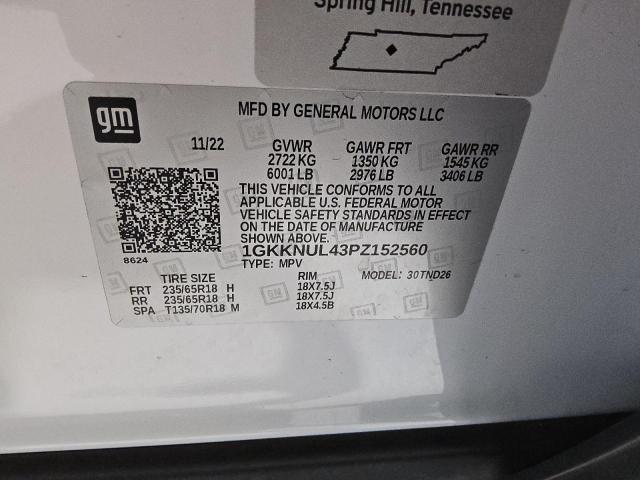 Spring Hill, Tennessee
gm
MFD BY GENERAL MOTORS LLC
11/22 GVWR GAWR FRT GAWR RR
2722 KG 1350 KG 1545 KG
6001 LB 2976 LB 3406 LB
THIS VEHICLE CONFORMS TO ALL
APPLICABLE U.S. FEDERAL MOTOR
VEHICLE SAFETY STANDARDS IN EFFECT
ON THE DATE OF MANUFACTURE
SHOWN ABOVE.
8624
1GKKNUL43PZ152560
TYPE: MPV MODEL: 30TND26
TIRE SIZE RIM
FRT 235/65R18 H 18X7.5J
RR 235/65R18 H 18X7.5J
SPA T135/70R18 M 18X4.5B